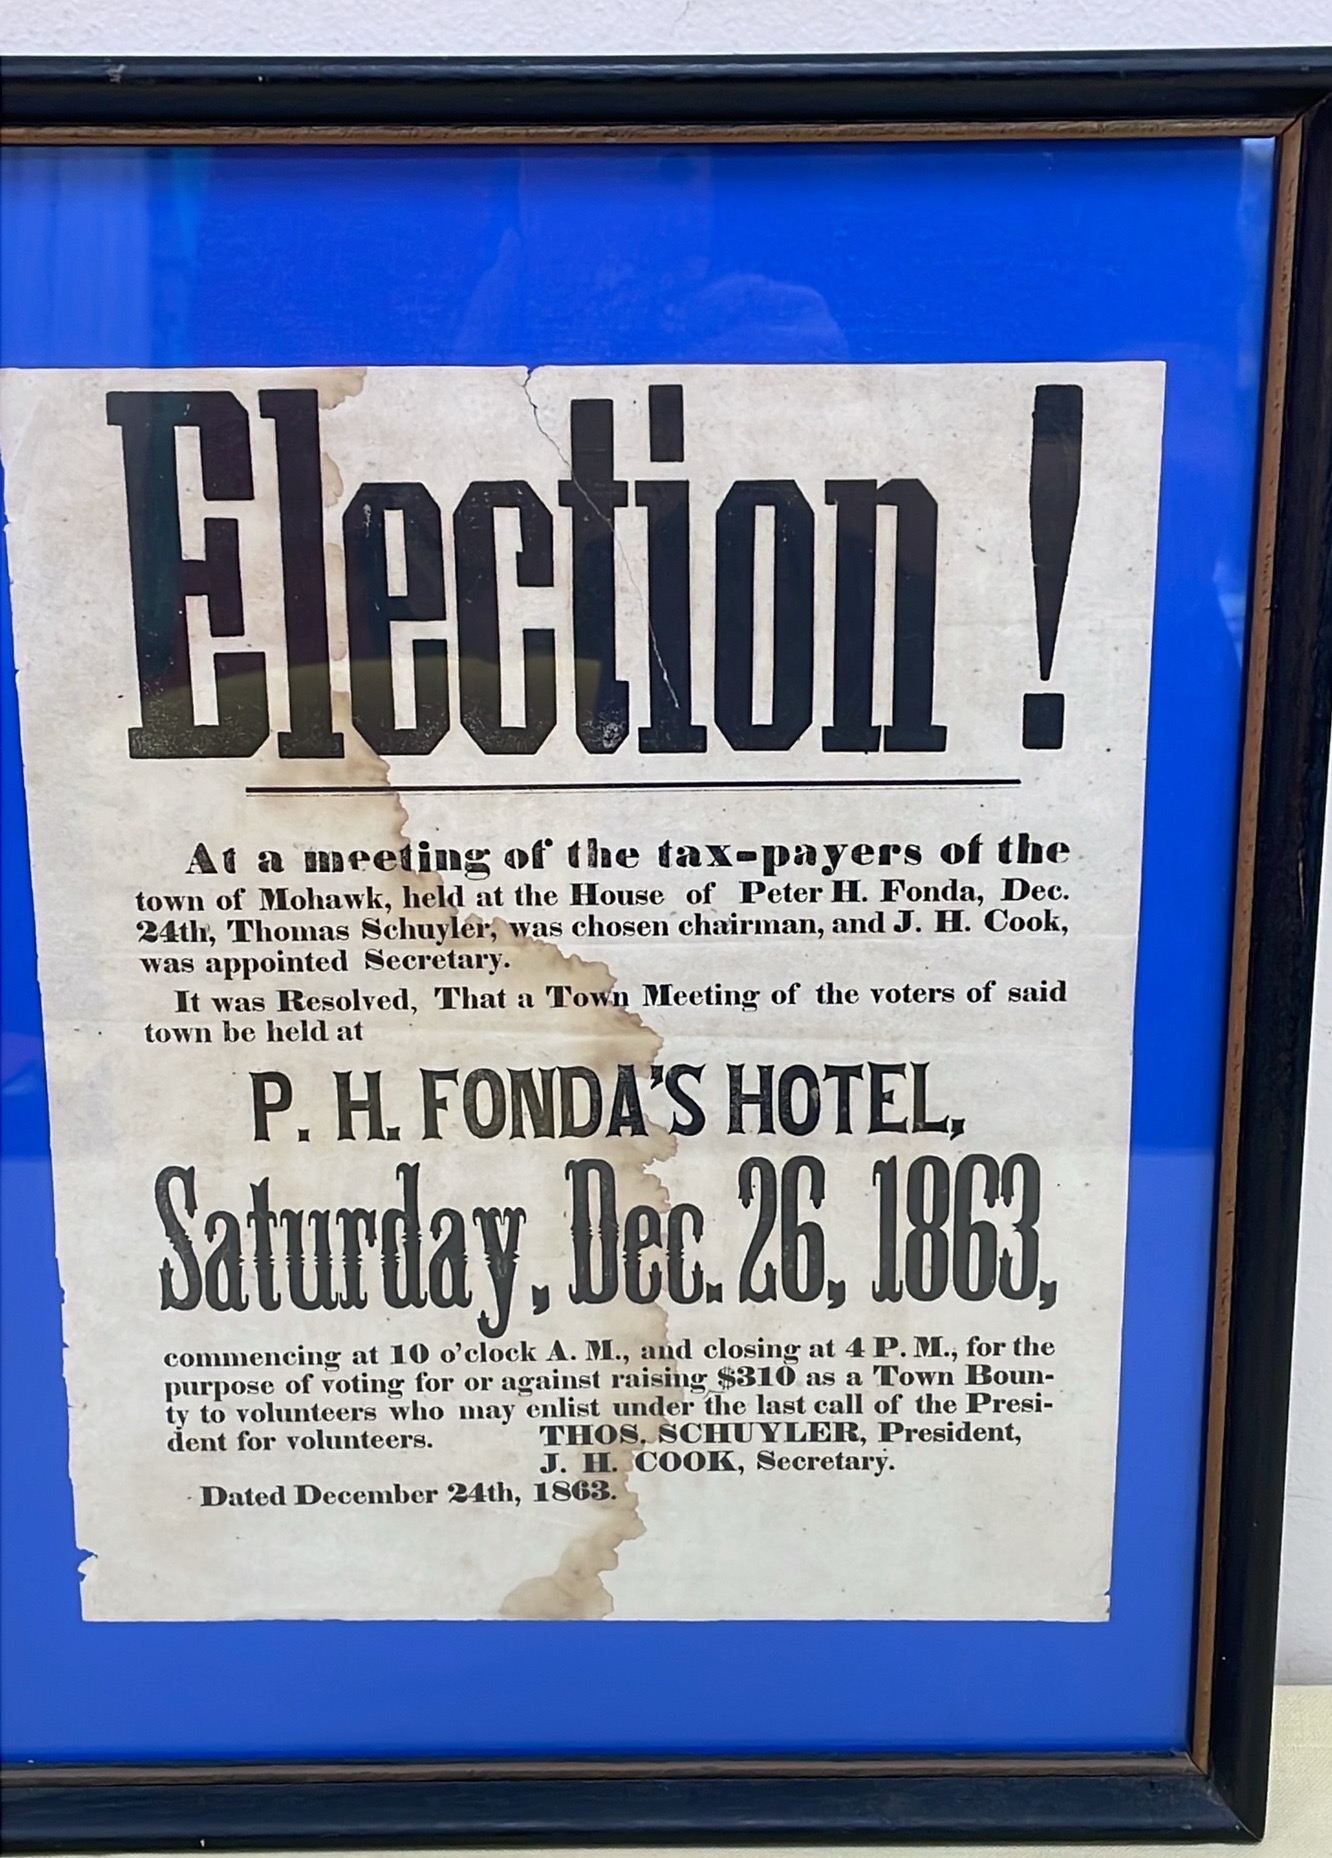 Election !
At a meeting of the tax-payers of the
town of Mohawk, held at the House of Peter H. Fonda, Dec.
24th, Thomas Schuyler, was chosen chairman, and J. H. Cook,
was appointed Secretary.
It was Resolved, That a Town Meeting of the voters of said
town be held at
P. H. FONDA'S HOTEL,
Saturday, Dec. 26, 1863,
commencing at 10 o'clock A. M., and closing at 4 P. M., for the
purpose of voting for or against raising $310 as a Town Boun-
ty to volunteers who may enlist under the last call of the Presi-
dent for volunteers. THOS. SCHUYLER, President,
J. H. COOK, Secretary.
Dated December 24th, 1863.